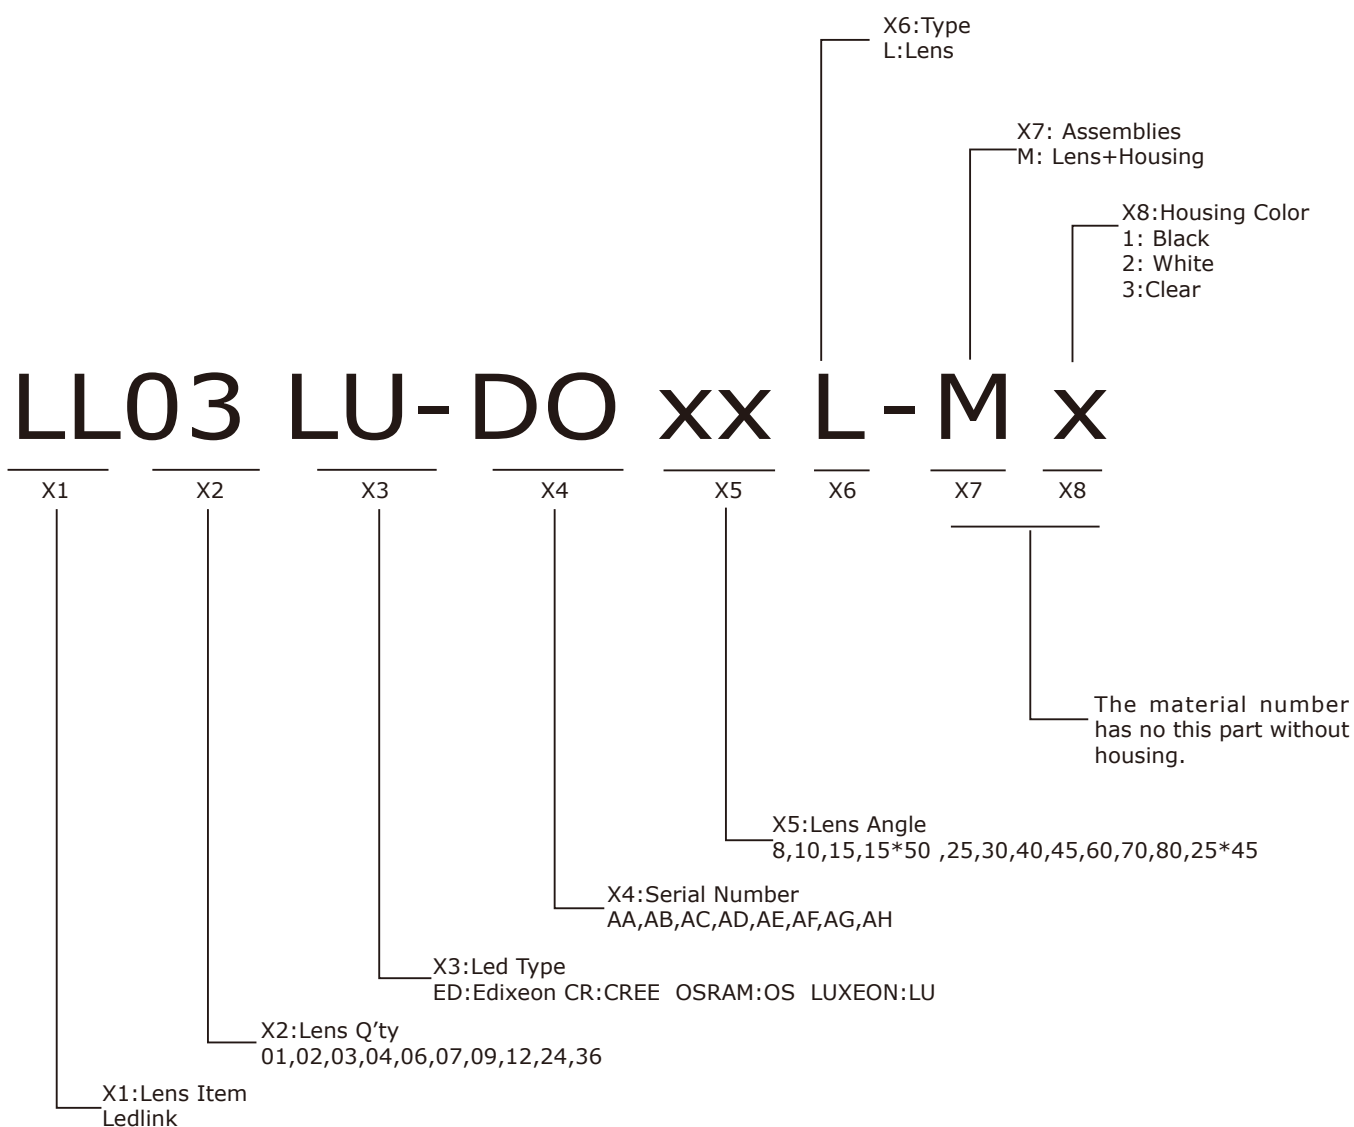 X6:Type
L:Lens
X7: Assemblies
M: Lens+Housing
X8:Housing Color
1: Black
2: White
3:Clear
LL03 LU-DO xx L-M x
X1 X2 X3 X4 X5 X6 X7 X8
The material number
has no this part without
housing.
X5:Lens Angle
8,10,15,15*50 ,25,30,40,45,60,70,80,25*45
X4:Serial Number
AA,AB,AC,AD,AE,AF,AG,AH
X3:Led Type
ED:Edixeon CR:CREE OSRAM:OS LUXEON:LU
X2:Lens Q’ty
01,02,03,04,06,07,09,12,24,36
X1:Lens Item
Ledlink